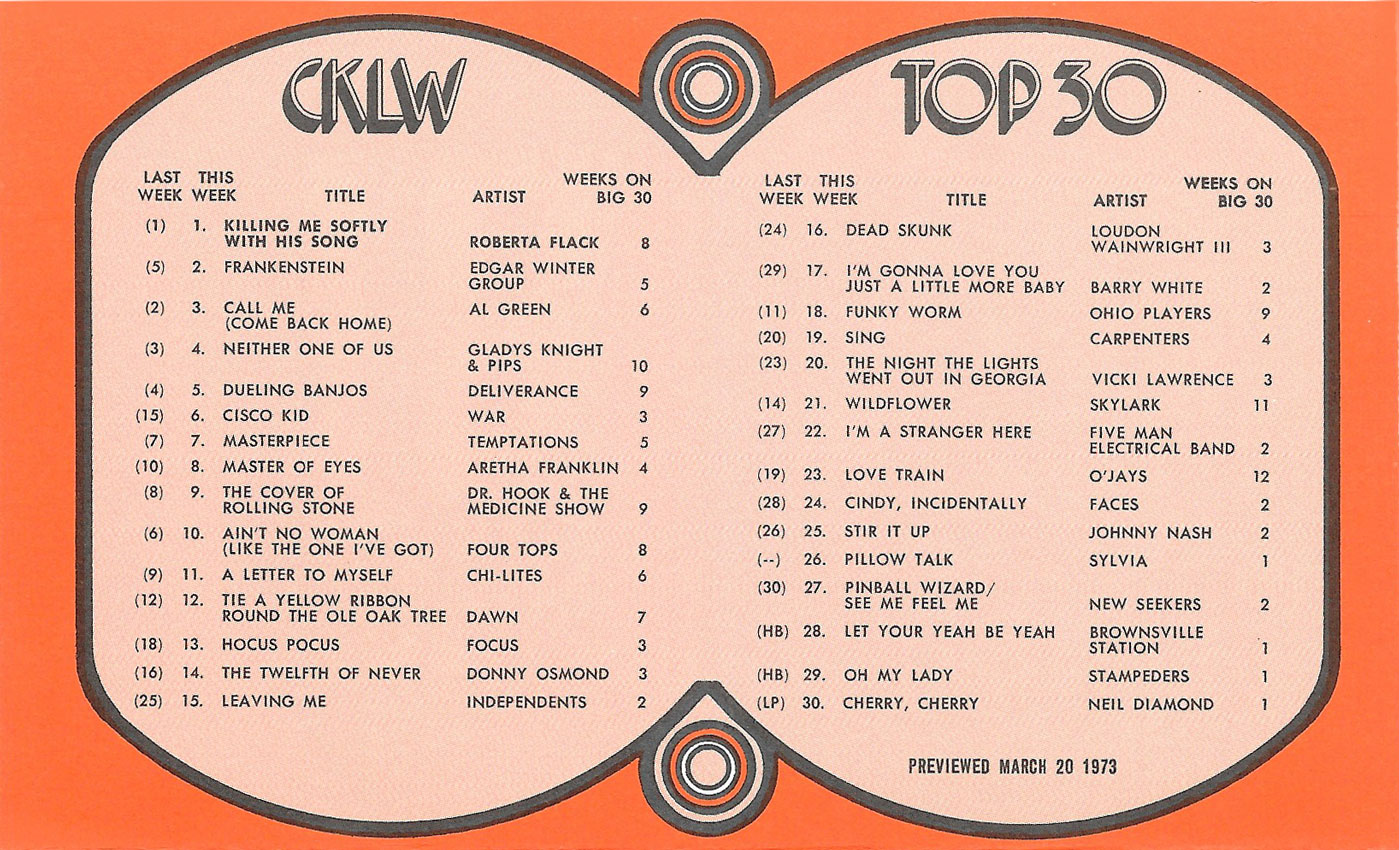 CKLW
LAST THIS WEEKS ON
WEEK WEEK TITLE ARTIST BIG 30
(1) 1. KILLING ME SOFTLY
WITH HIS SONG ROBERTA FLACK 8
(5) 2. FRANKENSTEIN EDGAR WINTER
GROUP 5
(2) 3. CALL ME AL GREEN 6
(COME BACK HOME)
(3) 4. NEITHER ONE OF US GLADYS KNIGHT
& PIPS 10
(4) 5. DUELING BANJOS DELIVERANCE 9
(15) 6. CISCO KID WAR 3
(7) 7. MASTERPIECE TEMPTATIONS 5
(10) 8. MASTER OF EYES ARETHA FRANKLIN 4
(8) 9. THE COVER OF DR. HOOK & THE
ROLLING STONE MEDICINE SHOW 9
(6) 10. AIN'T NO WOMAN
(LIKE THE ONE I'VE GOT) FOUR TOPS 8
(9) 11. A LETTER TO MYSELF CHI-LITES 6
(12) 12. TIE A YELLOW RIBBON
ROUND THE OLE OAK TREE DAWN 7
(18) 13. HOCUS POCUS FOCUS 3
(16) 14. THE TWELFTH OF NEVER DONNY OSMOND 3
(25) 15. LEAVING ME INDEPENDENTS 2
TOP 30
LAST THIS WEEKS ON
WEEK WEEK TITLE ARTIST BIG 30
(24) 16. DEAD SKUNK LOUDON
WAINWRIGHT III 3
(29) 17. I'M GONNA LOVE YOU
JUST A LITTLE MORE BABY BARRY WHITE 2
(11) 18. FUNKY WORM OHIO PLAYERS 9
(20) 19. SING CARPENTERS 4
(23) 20. THE NIGHT THE LIGHTS
WENT OUT IN GEORGIA VICKI LAWRENCE 3
(14) 21. WILDFLOWER SKYLARK 11
(27) 22. I'M A STRANGER HERE FIVE MAN
ELECTRICAL BAND 2
(19) 23. LOVE TRAIN O'JAYS 12
(28) 24. CINDY, INCIDENTALLY FACES 2
(26) 25. STIR IT UP JOHNNY NASH 2
(--) 26. PILLOW TALK SYLVIA 1
(30) 27. PINBALL WIZARD/
SEE ME FEEL ME NEW SEEKERS 2
(HB) 28. LET YOUR YEAH BE YEAH BROWNSVILLE
STATION 1
(HB) 29. OH MY LADY STAMPEDERS 1
(LP) 30. CHERRY, CHERRY NEIL DIAMOND 1
PREVIEWED MARCH 20 1973